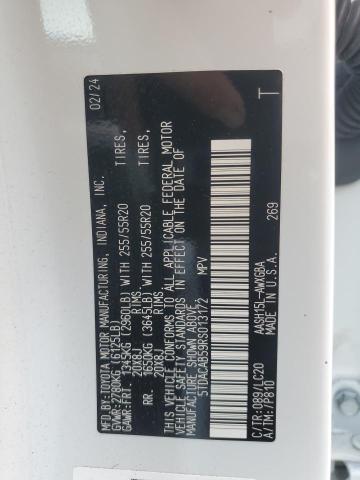 MFD.BY:TOYOTA MOTOR MANUFACTURING, INDIANA, INC. 02/24
GVWR:2780KG (6125LB)
GAWR:FRT. 1345KG (2960LB) WITH 255/55R20 TIRES,
20X8J RIMS
RR. 1650KG (3645LB) WITH 255/55R20 TIRES,
20X8J RIMS
THIS VEHICLE CONFORMS TO ALL APPLICABLE FEDERAL MOTOR
VEHICLE SAFETY STANDARDS IN EFFECT ON THE DATE OF
MANUFACTURE SHOWN ABOVE.
5TDACAB59RS013172 MPV
C/TR:089/LC20 AASH15L-AWXGBA T
A/TM:/P810 MADE IN U.S.A. 269